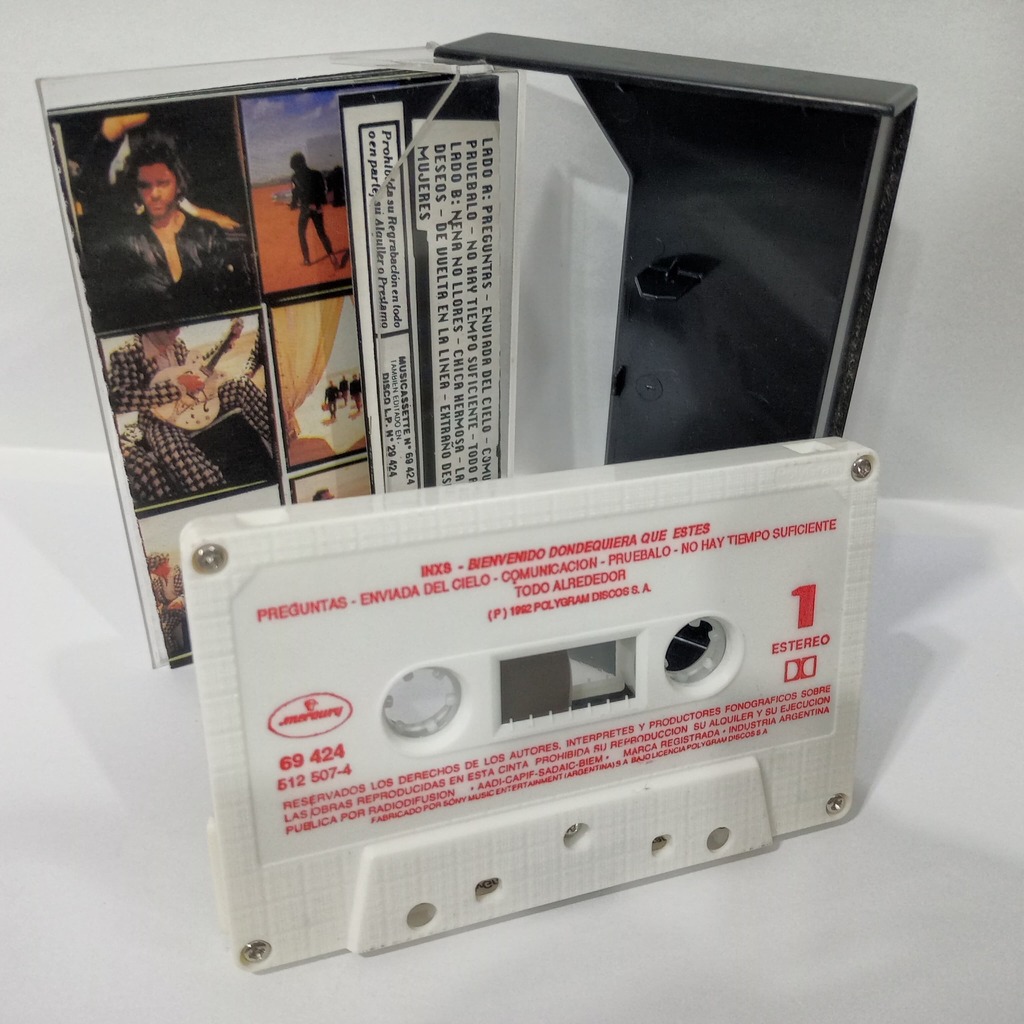 Prohibida su Regrabación en todo
o en parte, su Alquiler o Prestamo
MUSICASSETTE Nº 69 424
TAMBIEN EDITADO EN:
DISCO L.P. Nº 29 424
LADO A: PREGUNTAS - ENVIADA DEL CIELO - COMU
PRUEBALO - NO HAY TIEMPO SUFICIENTE - TODO
LADO B: NENA NO LLORES - CHICA HERMOSA - LA
DESEOS - DE VUELTA EN LA LINEA - EXTRAÑO DES
MUJERES
INXS - BIENVENIDO DONDEQUIERA QUE ESTES
PREGUNTAS - ENVIADA DEL CIELO - COMUNICACION - PRUEBALO - NO HAY TIEMPO SUFICIENTE
TODO ALREDEDOR
(P) 1992 POLYGRAM DISCOS S. A.
1
ESTEREO
mercury
69 424
512 507-4
RESERVADOS LOS DERECHOS DE LOS AUTORES, INTERPRETES Y PRODUCTORES FONOGRAFICOS SOBRE
LAS OBRAS REPRODUCIDAS EN ESTA CINTA PROHIBIDA SU REPRODUCCION SU ALQUILER Y SU EJECUCION
PUBLICA POR RADIODIFUSION • AADI-CAPIF-SADAIC-BIEM • MARCA REGISTRADA • INDUSTRIA ARGENTINA
FABRICADO POR SONY MUSIC ENTERTAINMENT (ARGENTINA) S A BAJO LICENCIA POLYGRAM DISCOS S A